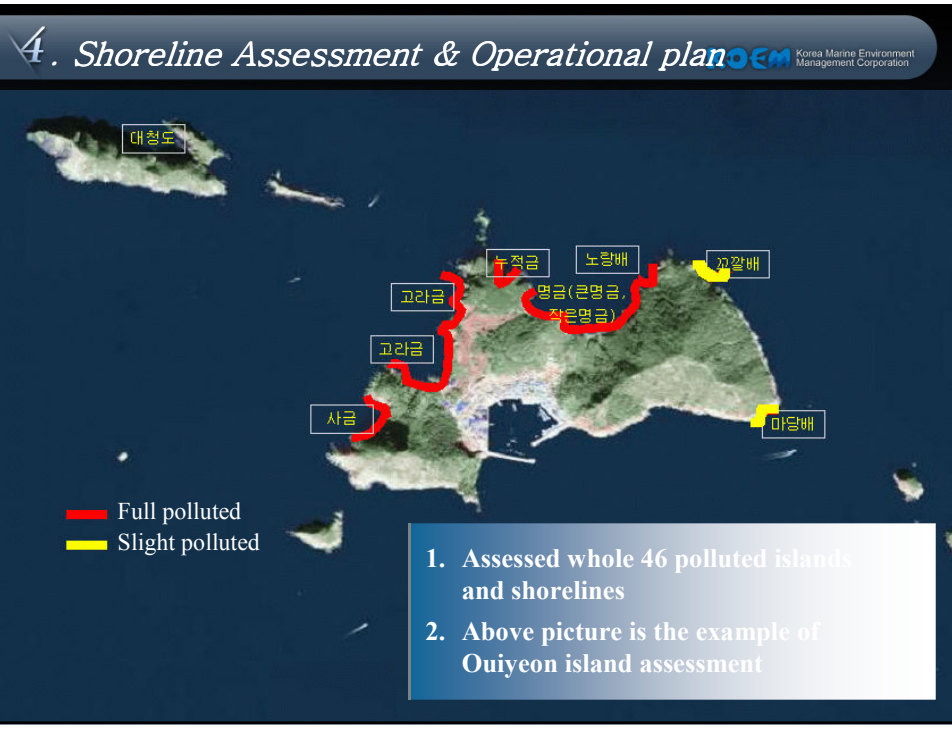 4. Shoreline Assessment & Operational plan
KOEM Korea Marine Environment
Management Corporation
대청도
누적금
노랑배
꼬깔배
고라금
명금(큰명금,
작은명금)
고라금
사금
마당배
Full polluted
Slight polluted
1. Assessed whole 46 polluted islands
and shorelines
2. Above picture is the example of
Ouiyeon island assessment